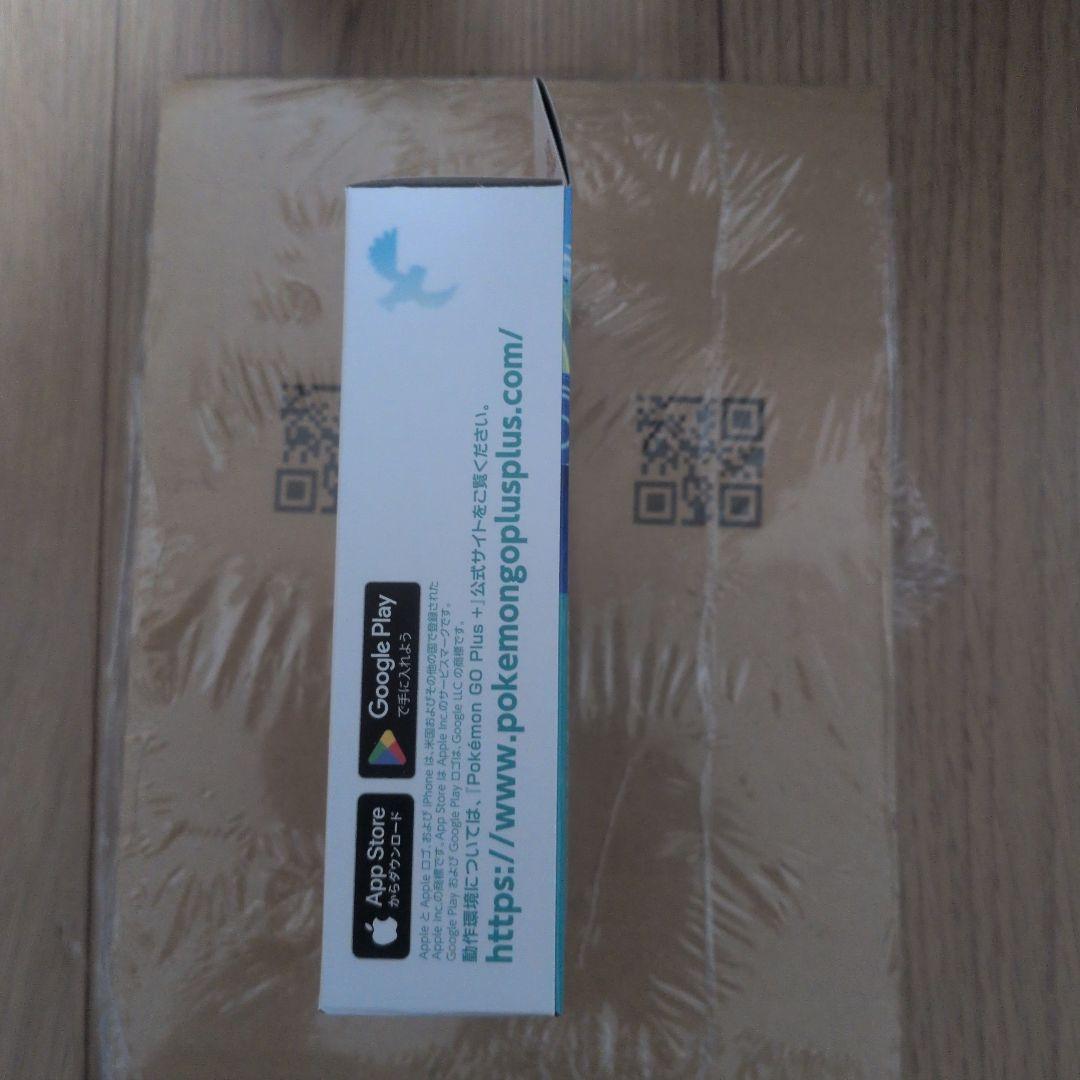 App Store
からダウンロード
Google Play
で手に入れよう
Apple と Apple ロゴ、および iPhone は、米国およびその他の国で登録された
Apple Inc.の商標です。App Store は Apple Inc.のサービスマークです。
Google Play および Google Play ロゴは、Google LLC の商標です。
動作環境については、『Pokémon GO Plus +』公式サイトをご覧ください。
https://www.pokemongoplusplus.com/